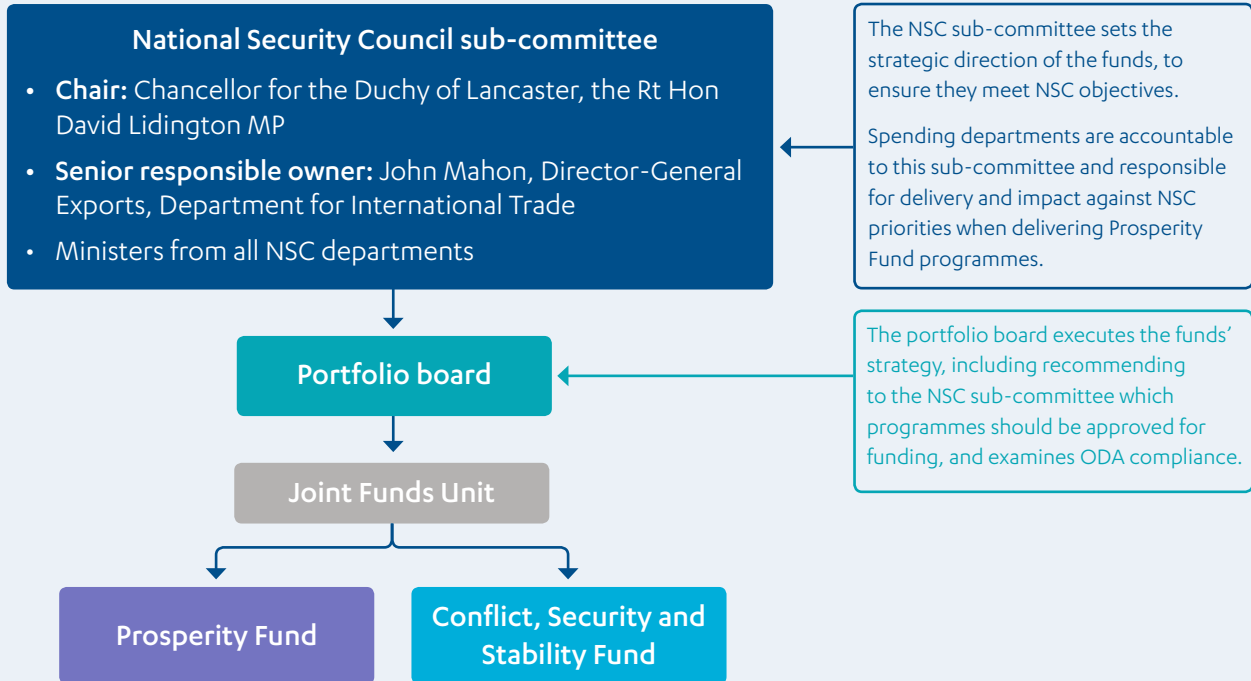 National Security Council sub-committee
• Chair: Chancellor for the Duchy of Lancaster, the Rt Hon
David Lidington MP
• Senior responsible owner: John Mahon, Director-General
Exports, Department for International Trade
• Ministers from all NSC departments
The NSC sub-committee sets the
strategic direction of the funds, to
ensure they meet NSC objectives.
Spending departments are accountable
to this sub-committee and responsible
for delivery and impact against NSC
priorities when delivering Prosperity
Fund programmes.
Portfolio board
The portfolio board executes the funds’
strategy, including recommending
to the NSC sub-committee which
programmes should be approved for
funding, and examines ODA compliance.
Joint Funds Unit
Prosperity Fund
Conflict, Security and
Stability Fund